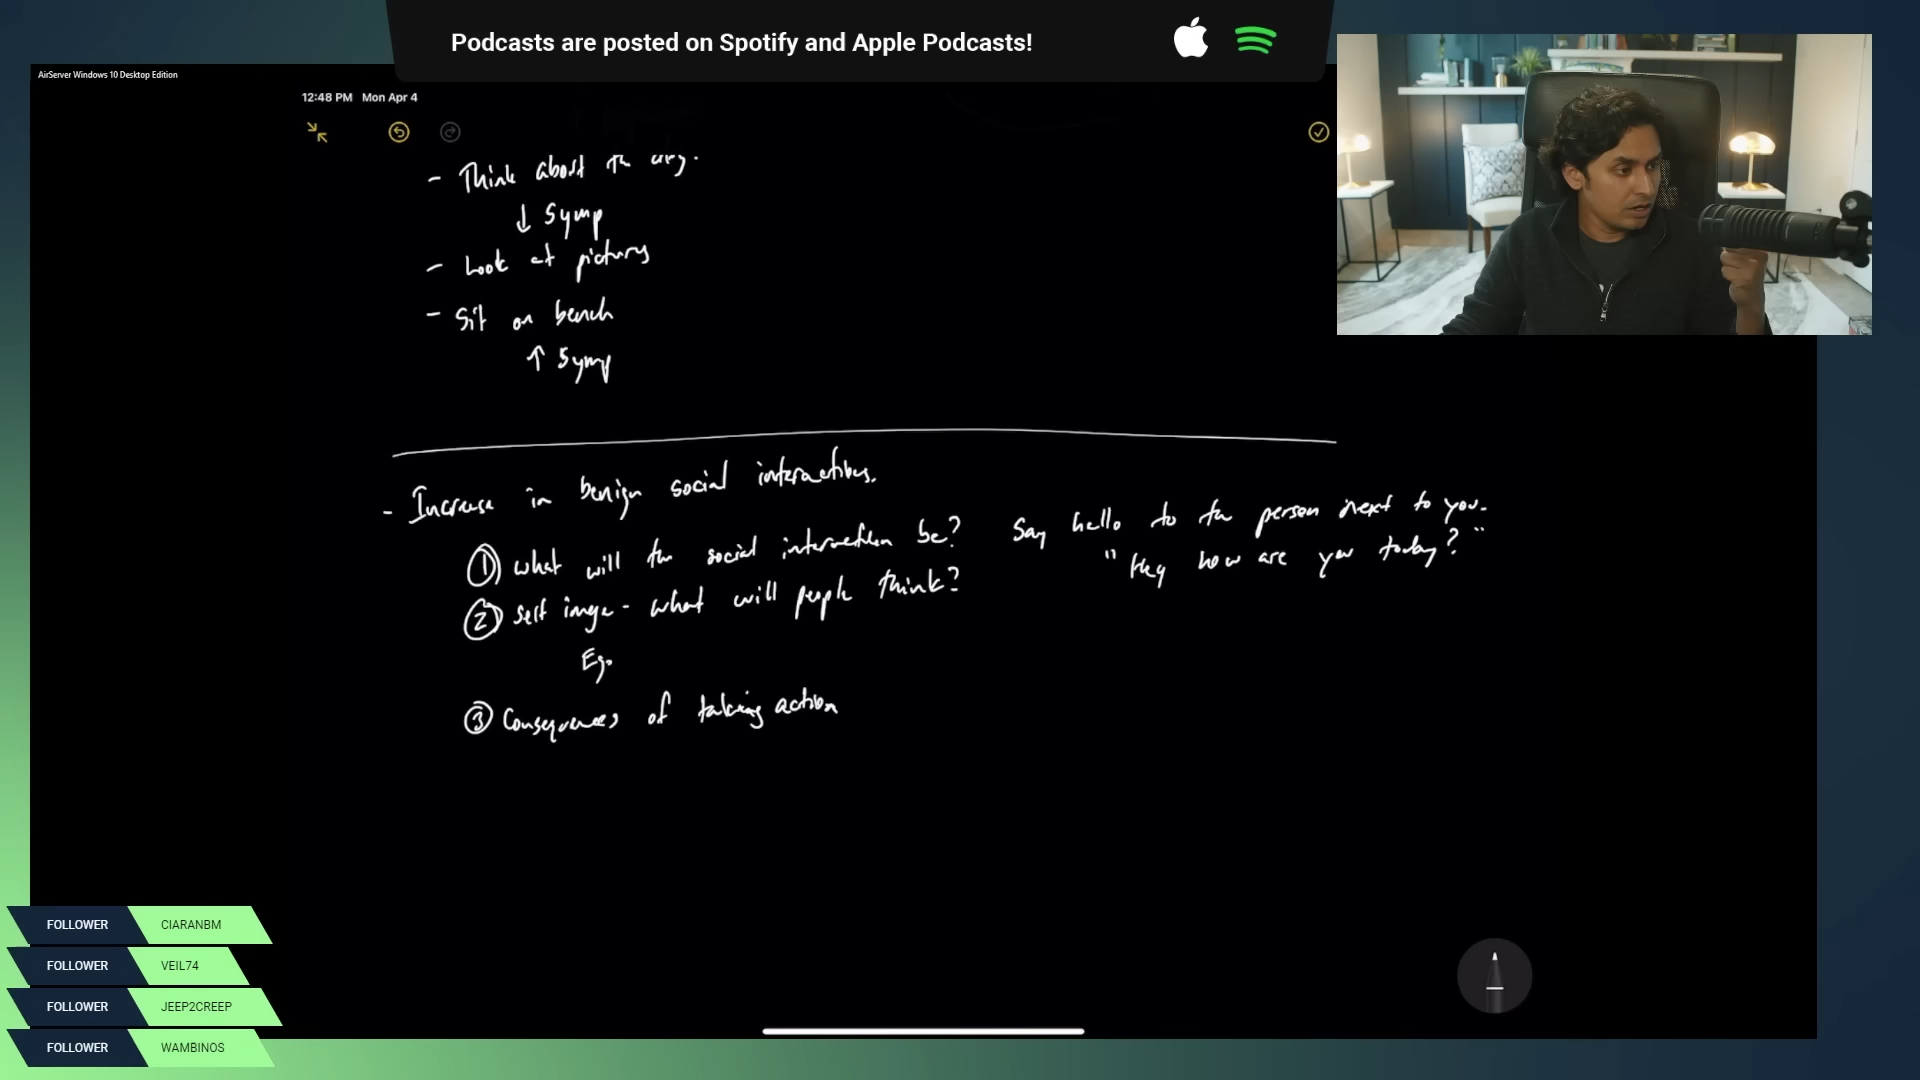 Podcasts are posted on Spotify and Apple Podcasts!
AirServer Windows 10 Desktop Edition
12:48 PM Mon Apr 4
- Think about the
↓ Symp
- Look at pictures
- Sit on bench
↑ Symp
- Increase in benign social interactions.
① what will the social interaction be? Say hello to the person next to you.
"Hey how are you today?"
② Self image - what will people think?
Eg.
③ Consequences of taking action
FOLLOWER CIARANBM
FOLLOWER VEIL74
FOLLOWER JEEP2CREEP
FOLLOWER WAMBINOS